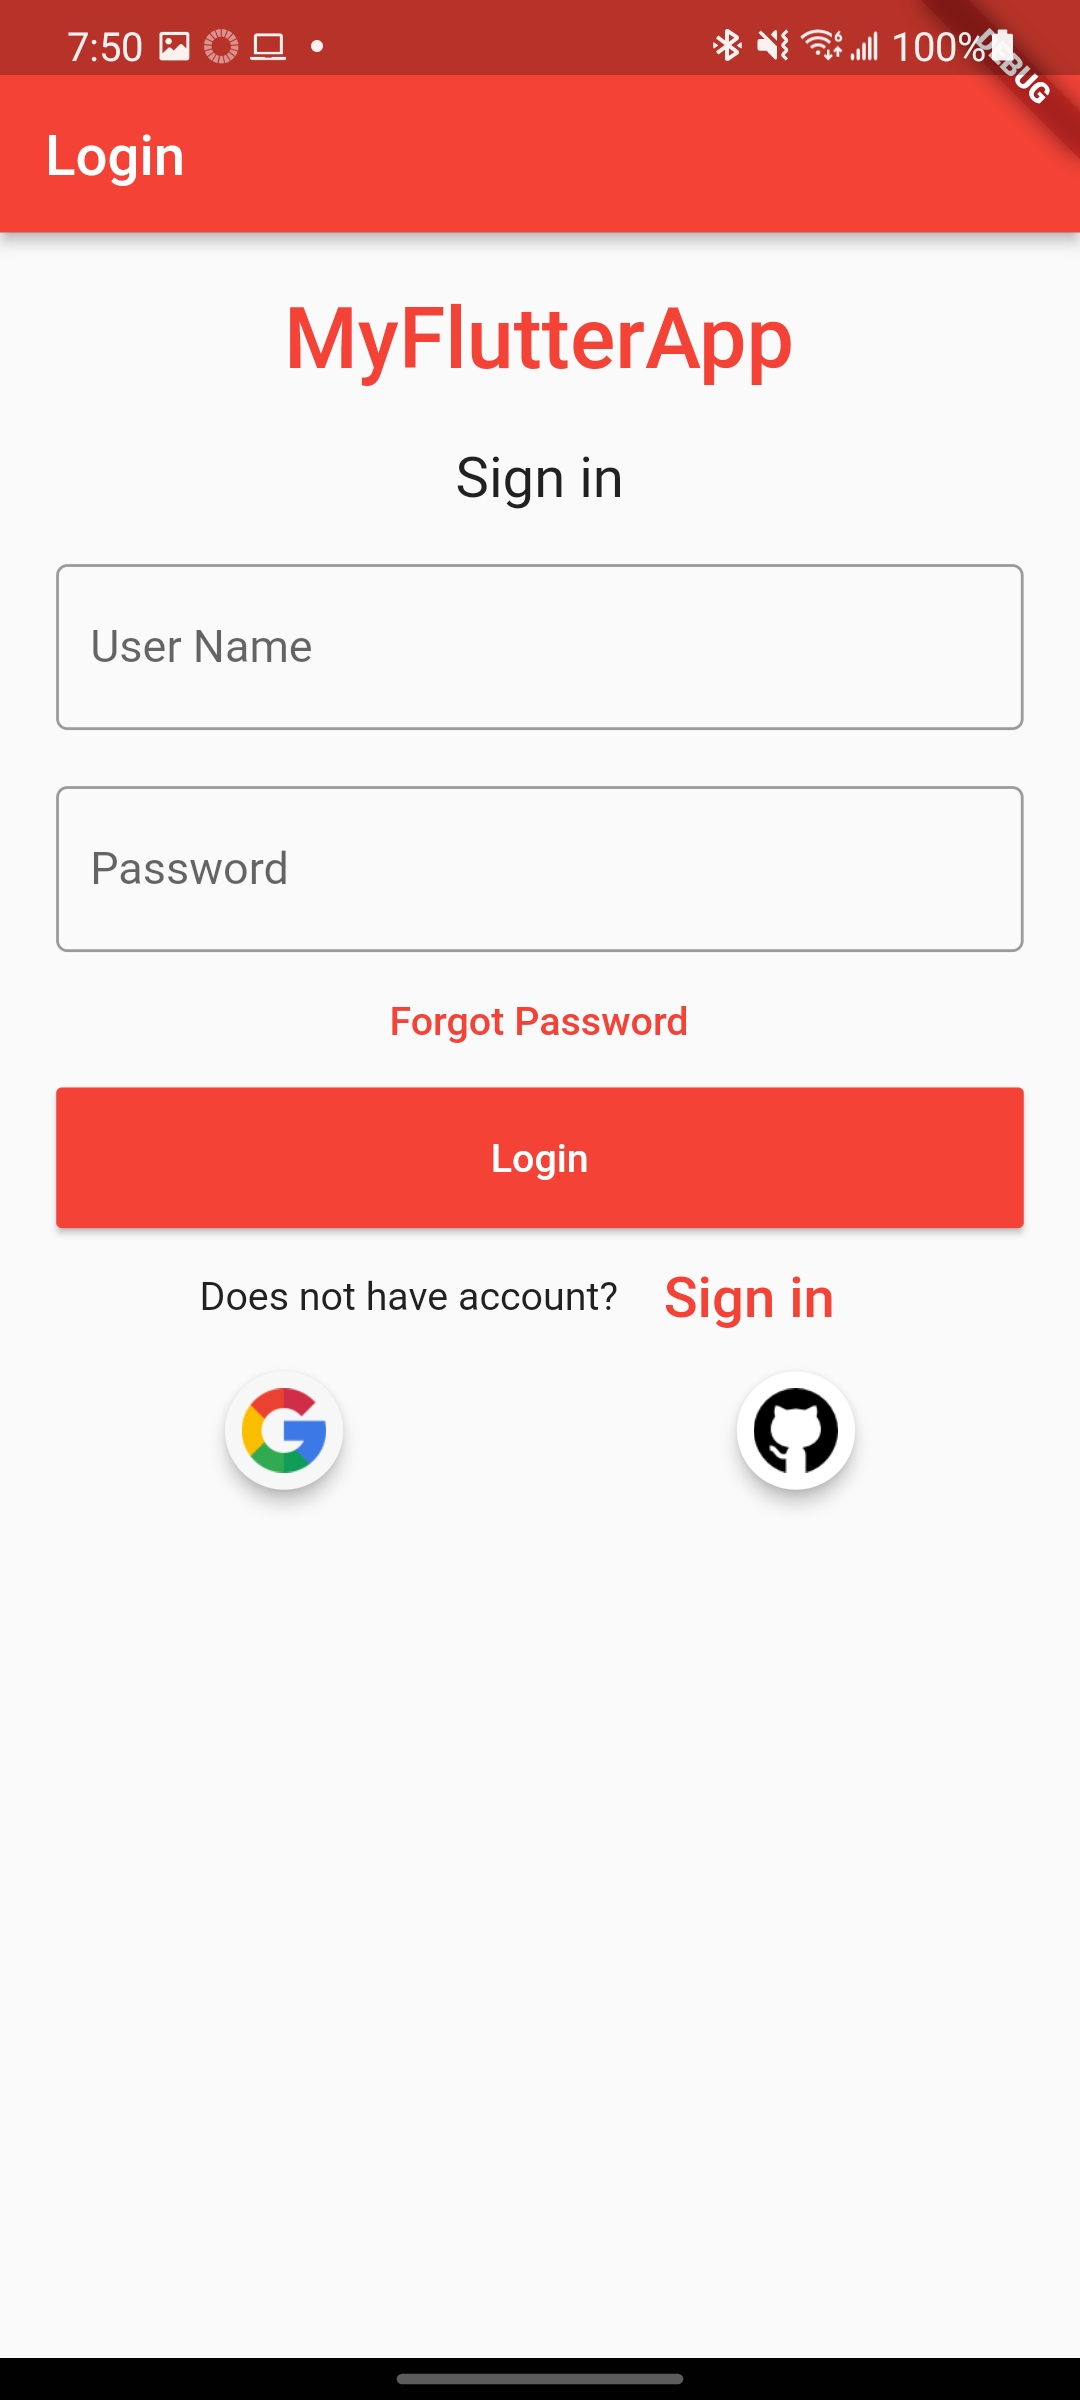 7:50 100%
DEBUG
Login
MyFlutterApp
Sign in
User Name
Password
Forgot Password
Login
Does not have account? Sign in